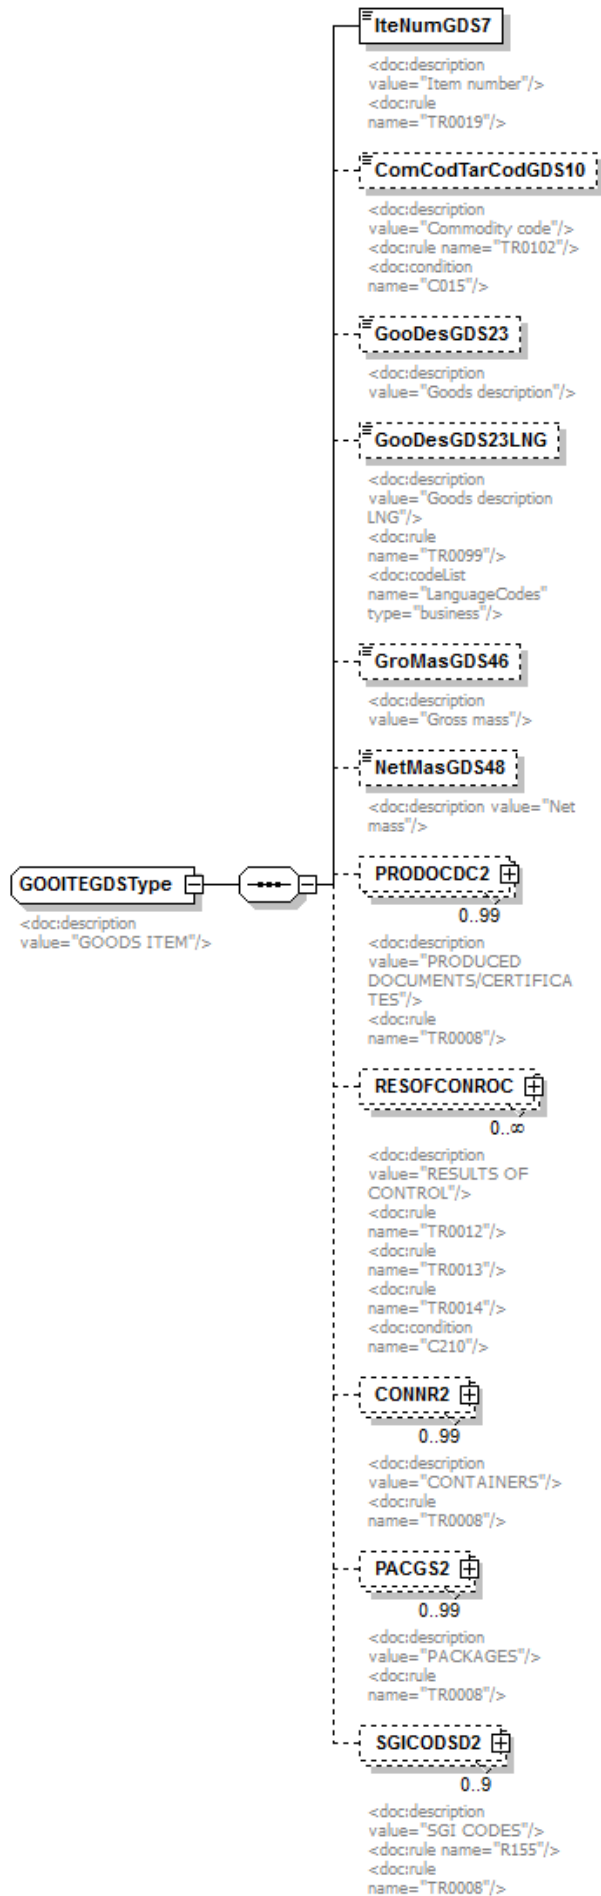 IteNumGDS7
<doc:description
value="Item number"/>
<doc:rule
name="TR0019"/>
ComCodTarCodGDS10
<doc:description
value="Commodity code"/>
<doc:rule name="TR0102"/>
<doc:condition
name="C015"/>
GooDesGDS23
<doc:description
value="Goods description"/>
GooDesGDS23LNG
<doc:description
value="Goods description
LNG"/>
<doc:rule
name="TR0099"/>
<doc:codeList
name="LanguageCodes"
type="business"/>
GroMasGDS46
<doc:description
value="Gross mass"/>
NetMasGDS48
<doc:description value="Net
mass"/>
GOOITEGDSType
<doc:description
value="GOODS ITEM"/>
PRODOCDC2
0..99
<doc:description
value="PRODUCED
DOCUMENTS/CERTIFICA
TES"/>
<doc:rule
name="TR0008"/>
RESOFCONROC
0..∞
<doc:description
value="RESULTS OF
CONTROL"/>
<doc:rule
name="TR0012"/>
<doc:rule
name="TR0013"/>
<doc:rule
name="TR0014"/>
<doc:condition
name="C210"/>
CONNR2
0..99
<doc:description
value="CONTAINERS"/>
<doc:rule
name="TR0008"/>
PACGS2
0..99
<doc:description
value="PACKAGES"/>
<doc:rule
name="TR0008"/>
SGICODSD2
0..9
<doc:description
value="SGI CODES"/>
<doc:rule name="R155"/>
<doc:rule
name="TR0008"/>